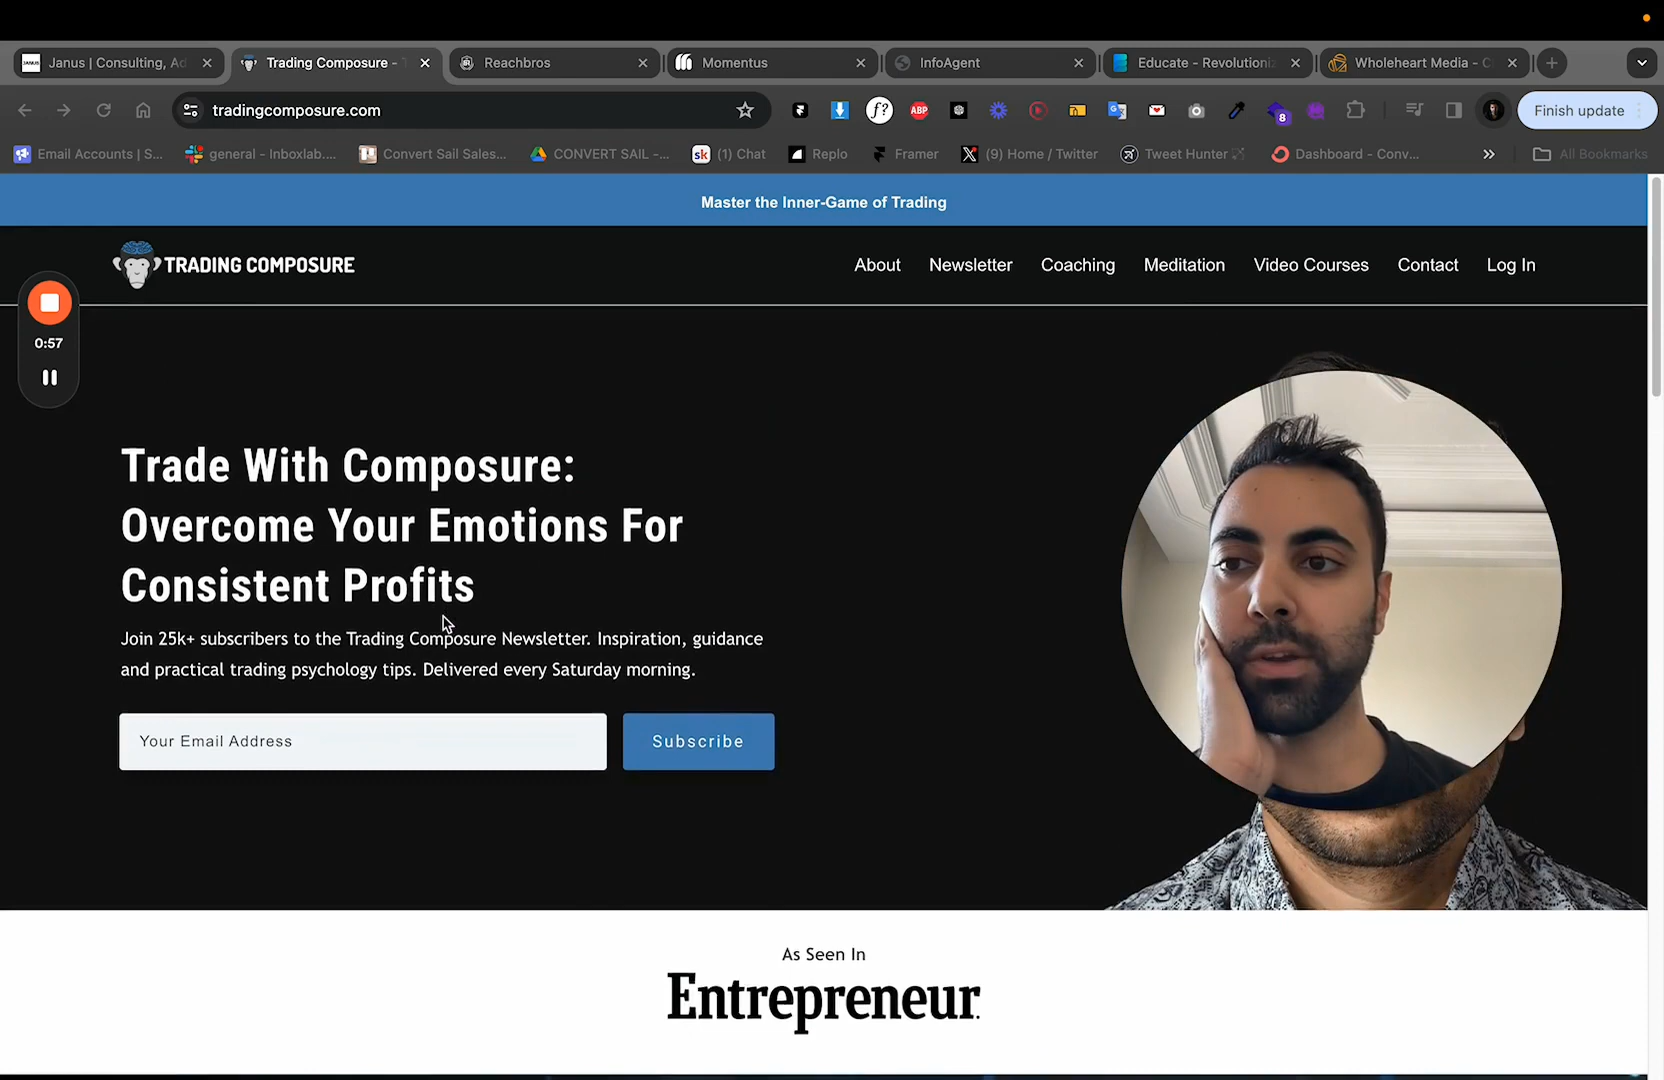 Janus | Consulting, Ad
Trading Composure -
Reachbros
Momentus
InfoAgent
Educate - Revolutioni
Wholeheart Media - C
tradingcomposure.com
ABP
8
Finish update
Email Accounts | S...
general - Inboxlab....
Convert Sail Sales...
CONVERT SAIL -...
sk
(1) Chat
Replo
Framer
(9) Home / Twitter
Tweet Hunter
Dashboard - Conv...
All Bookmarks
Master the Inner-Game of Trading
TRADING COMPOSURE
About
Newsletter
Coaching
Meditation
Video Courses
Contact
Log In
0:57
Trade With Composure:
Overcome Your Emotions For
Consistent Profits
Join 25k+ subscribers to the Trading Composure Newsletter. Inspiration, guidance
and practical trading psychology tips. Delivered every Saturday morning.
Your Email Address
Subscribe
As Seen In
Entrepreneur.